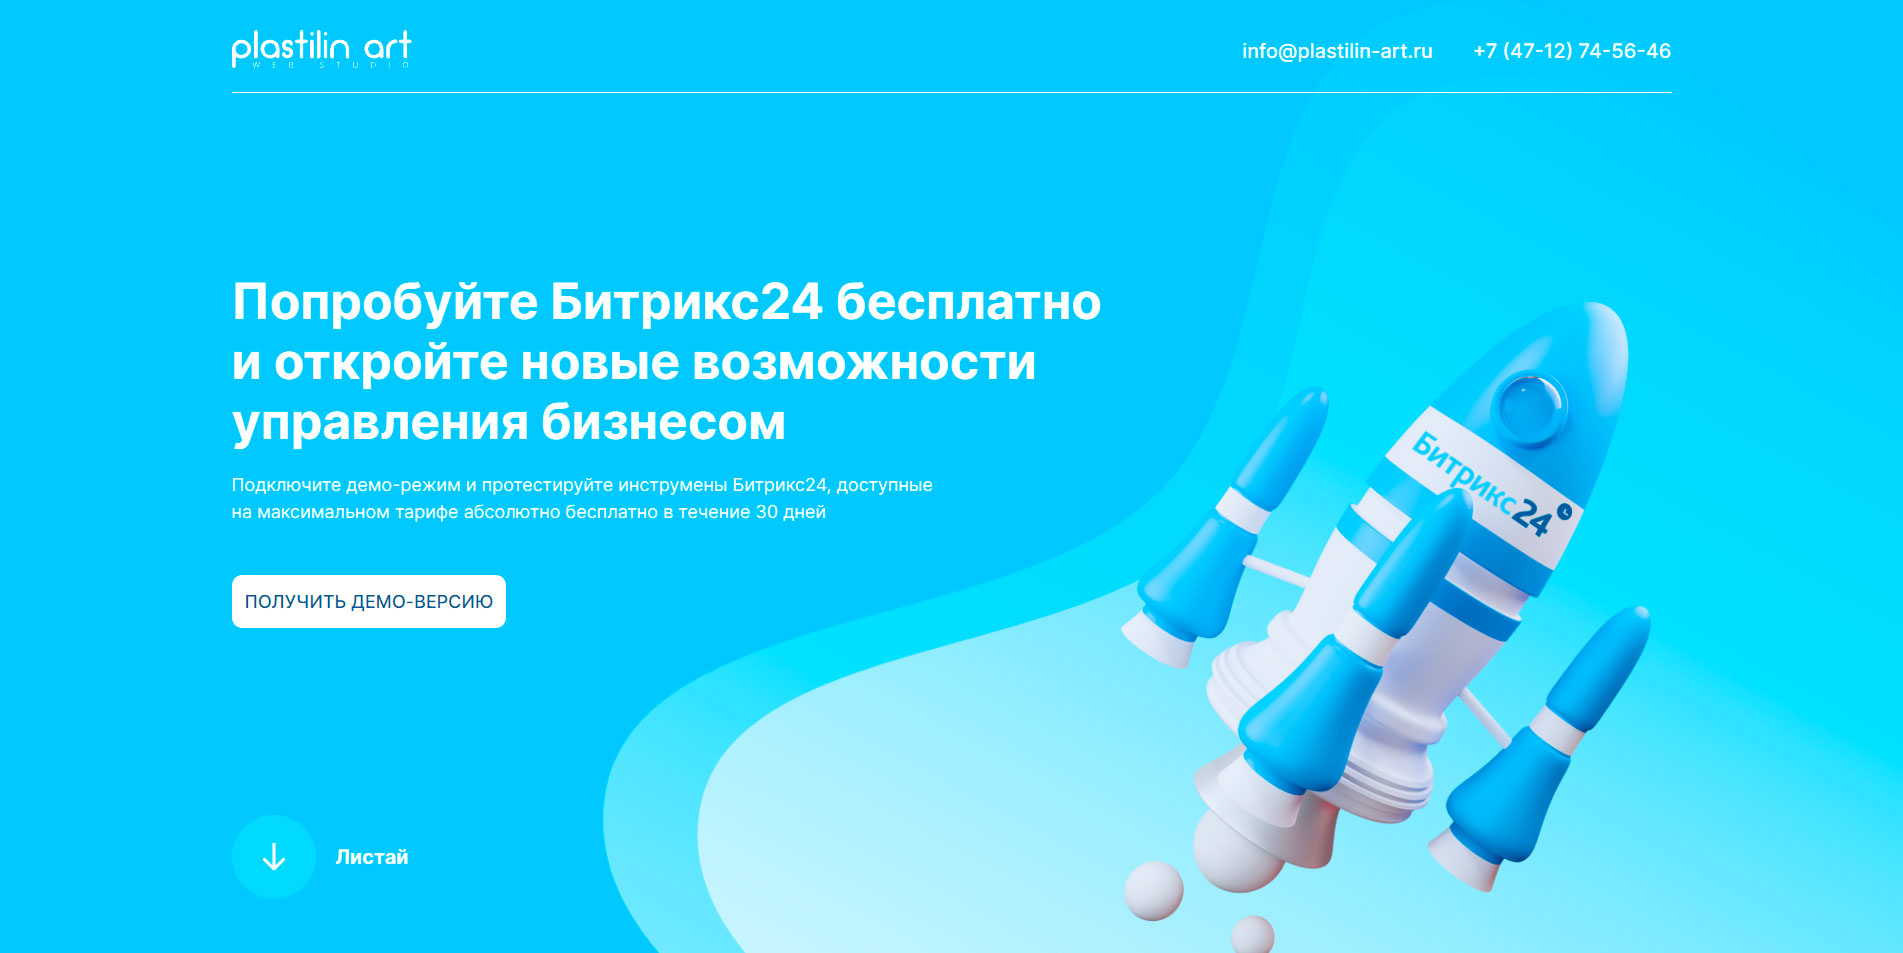 plastilin art
WEB STUDIO
info@plastilin-art.ru
+7 (47-12) 74-56-46
Попробуйте Битрикс24 бесплатно
и откройте новые возможности
управления бизнесом
Подключите демо-режим и протестируйте инструмены Битрикс24, доступные
на максимальном тарифе абсолютно бесплатно в течение 30 дней
ПОЛУЧИТЬ ДЕМО-ВЕРСИЮ
Битрикс24
Листай